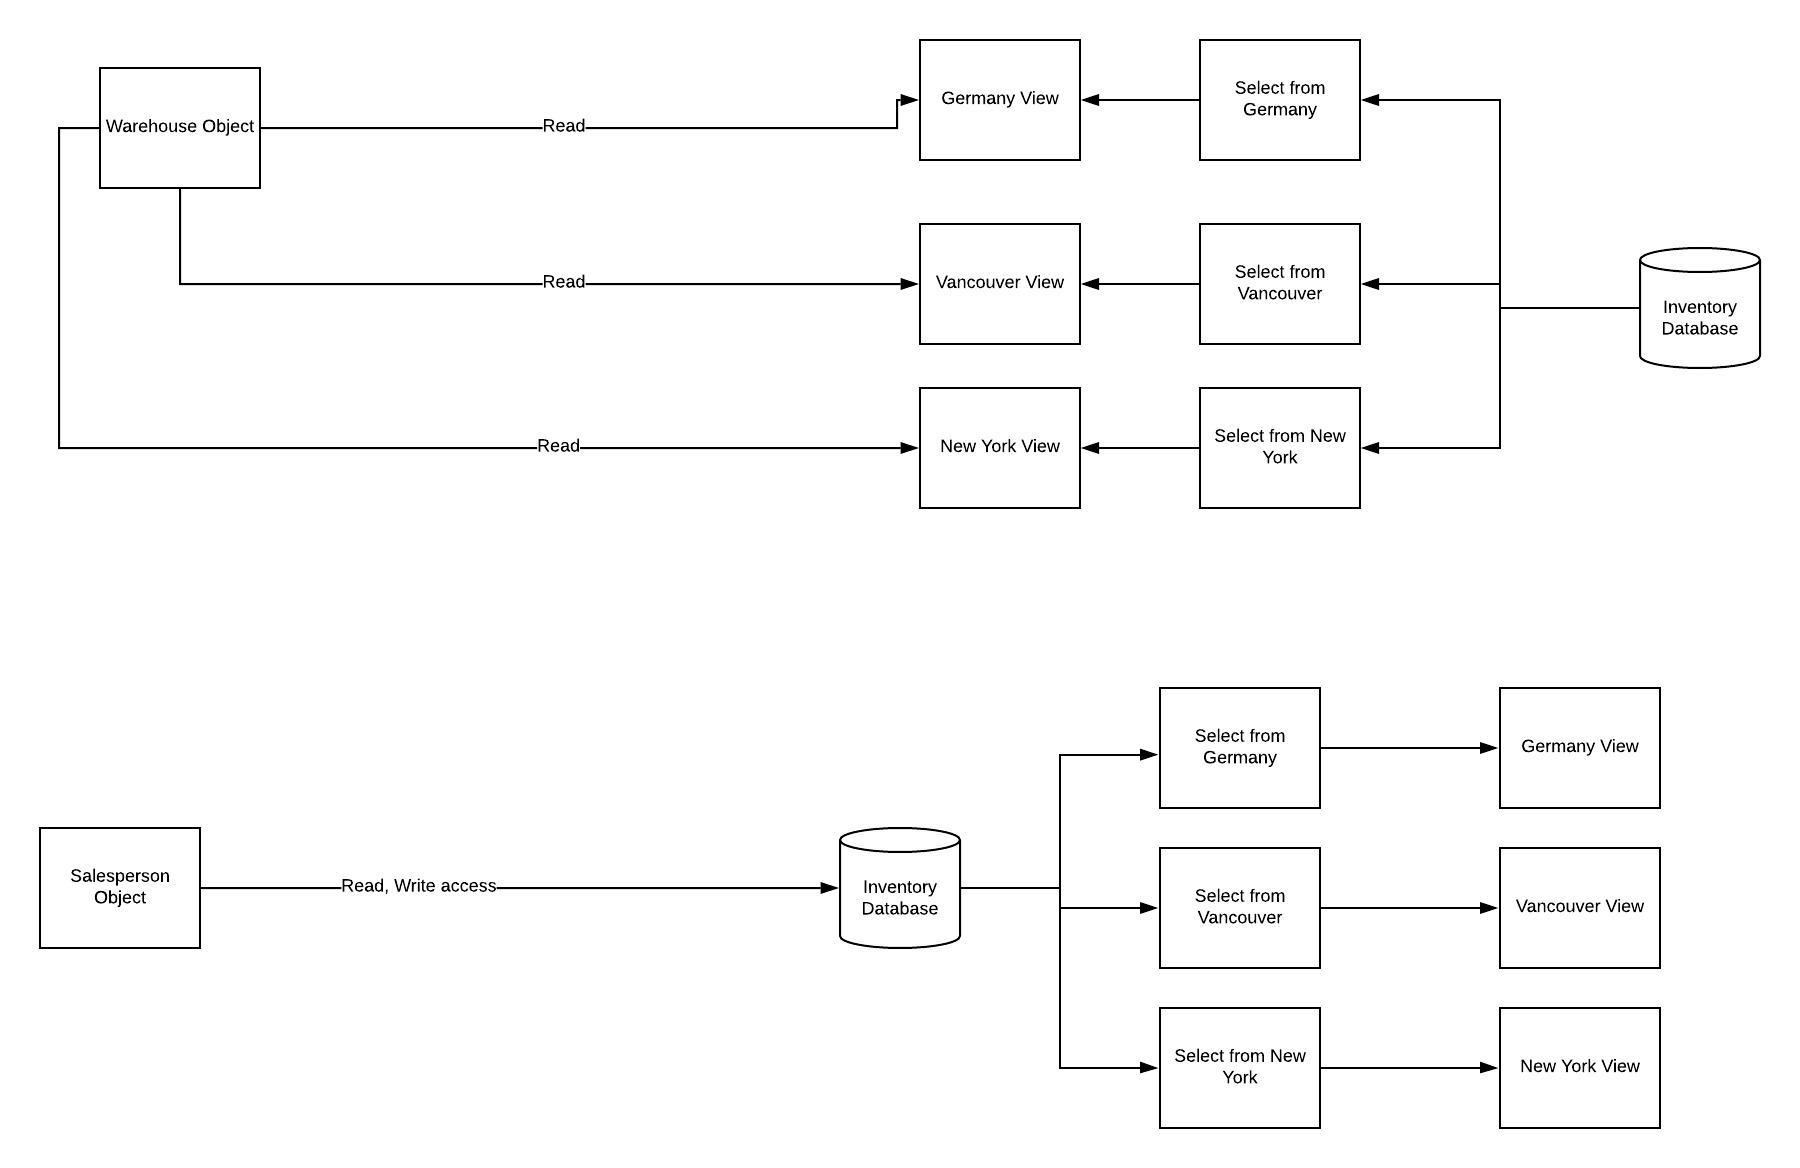 Warehouse Object
Read
Germany View
Select from
Germany
Read
Vancouver View
Select from
Vancouver
Inventory
Database
Read
New York View
Select from New
York
Select from
Germany
Germany View
Salesperson
Object
Read, Write access
Inventory
Database
Select from
Vancouver
Vancouver View
Select from New
York
New York View